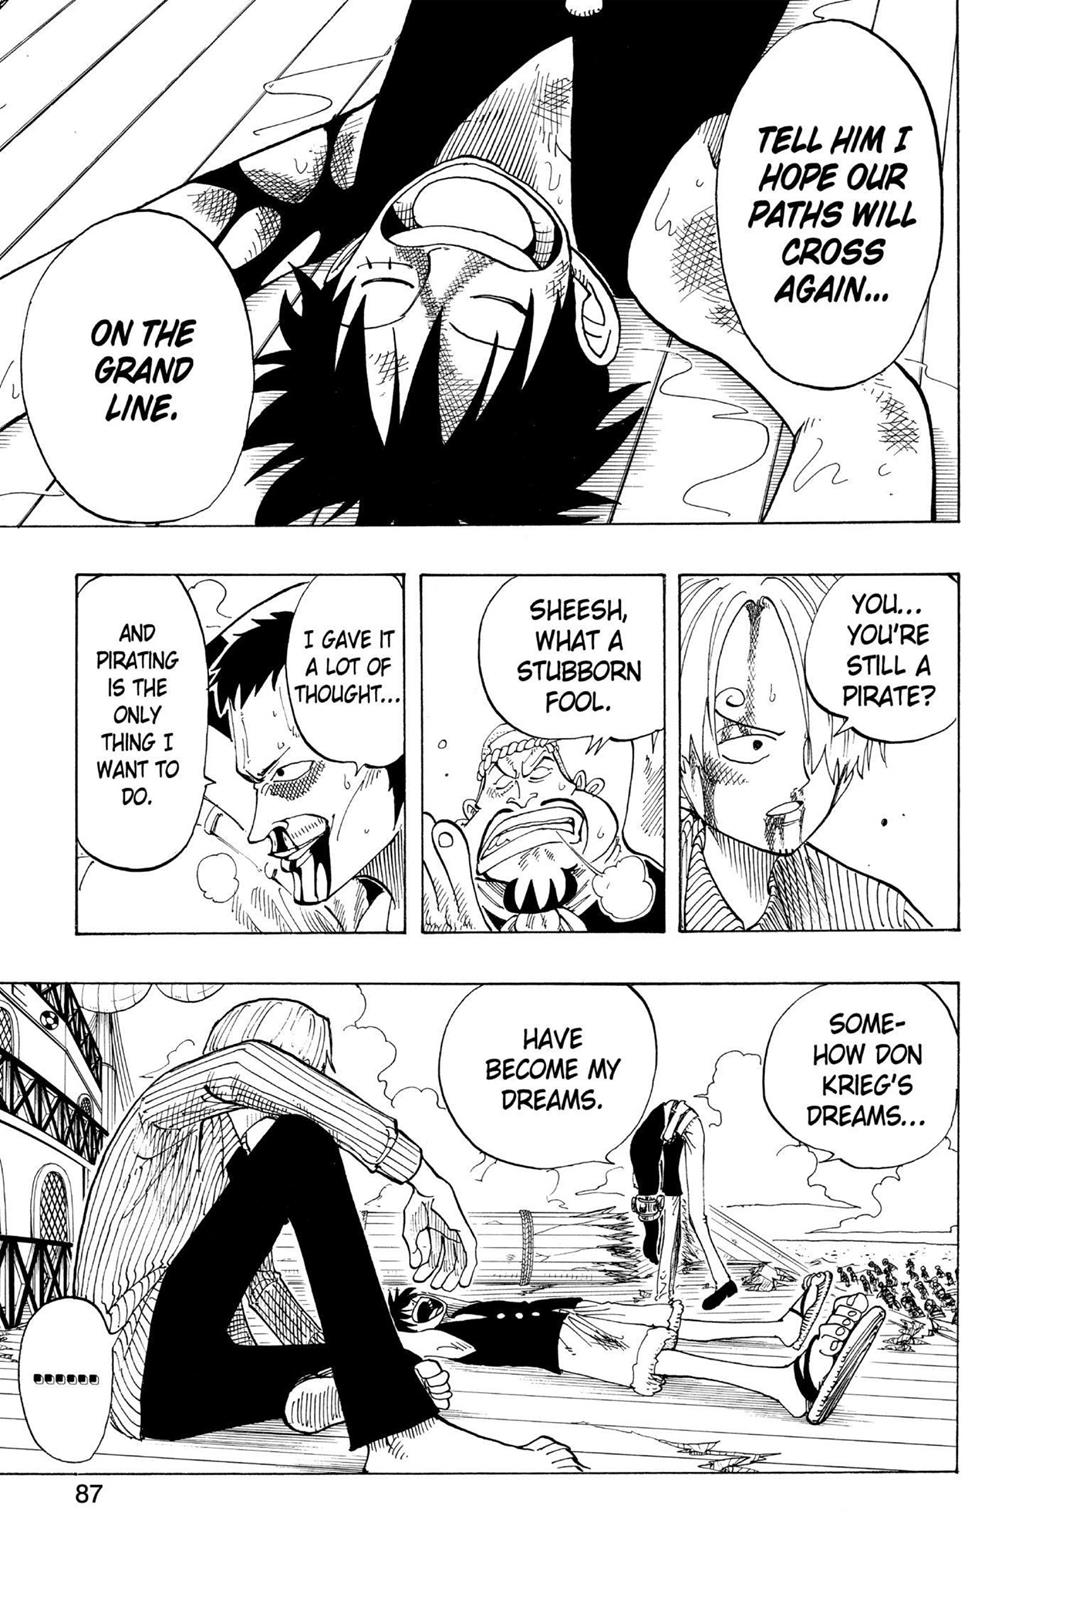 TELL HIM I
HOPE OUR
PATHS WILL
CROSS
AGAIN...
ON THE
GRAND
LINE.
YOU...
YOU'RE
STILL A
PIRATE?
SHEESH,
WHAT A
STUBBORN
FOOL.
I GAVE IT
A LOT OF
THOUGHT...
AND
PIRATING
IS THE
ONLY
THING I
WANT TO
DO.
SOME-
HOW DON
KRIEG'S
DREAMS...
HAVE
BECOME MY
DREAMS.
.......
87